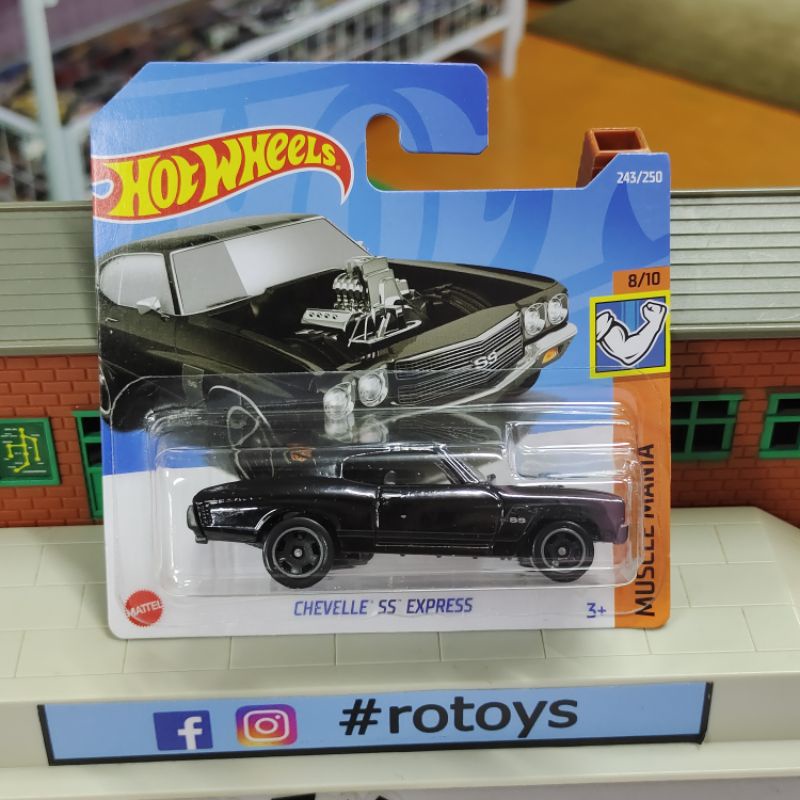 HOT WHEELS
243/250
8/10
SS
SS
MUSCLE MANIA
MATTEL
CHEVELLE SS EXPRESS
3+
#rotoys